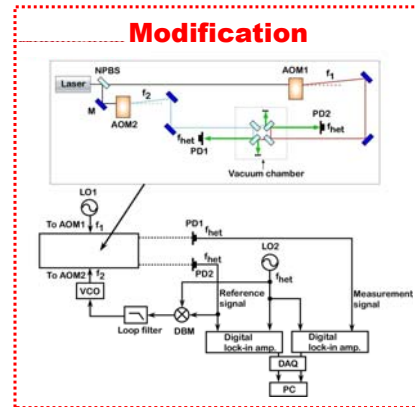 Modification
NPBS
Laser
AOM1
f1
M
AOM2
f2
PD2
fhet
fhet
PD1
Vacuum chamber
LO1
To AOM1
f1
PD1
fhet
LO2
To AOM2
f2
fhet
PD2
fhet
VCO
Reference
signal
Measurement
signal
Loop filter
DBM
Digital
lock-in amp.
Digital
lock-in amp.
DAQ
PC